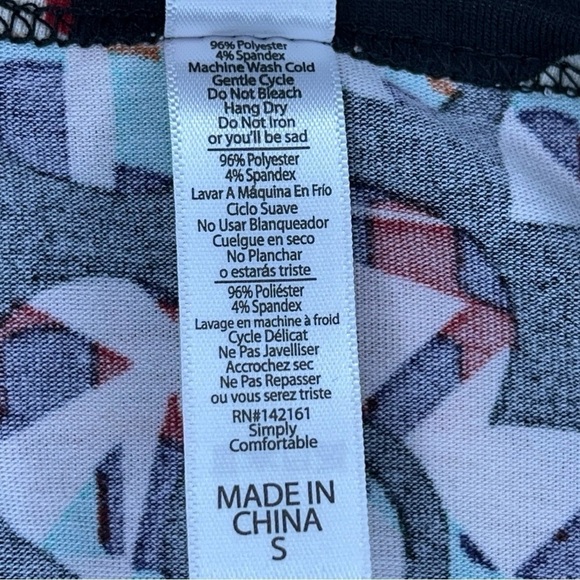 96% Polyester
4% Spandex
Machine Wash Cold
Gentle Cycle
Do Not Bleach
Hang Dry
Do Not Iron
or you'll be sad
96% Polyester
4% Spandex
Lavar A Máquina En Frío
Ciclo Suave
No Usar Blanqueador
Cuelgue en seco
No Planchar
o estarás triste
96% Poliéster
4% Spandex
Lavage en machine à froid
Cycle Délicat
Ne Pas Javelliser
Accrochez sec
Ne Pas Repasser
ou vous serez triste
RN#142161
Simply
Comfortable
MADE IN
CHINA
S